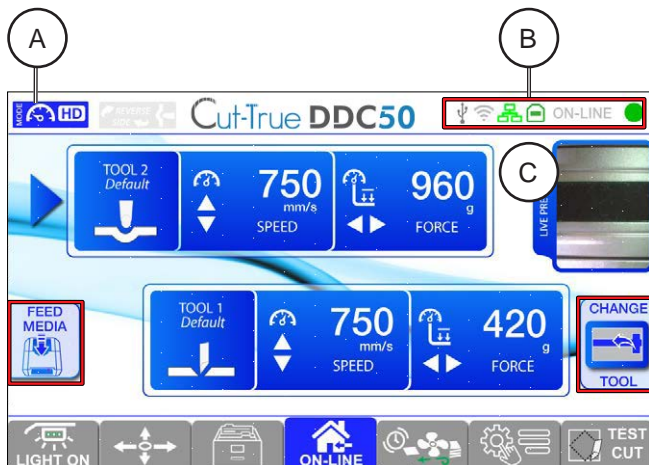 A
B
MODE
HD
REVERSE
SIDE
Cut-True DDC50
ON-LINE
C
TOOL 2
Default
750
mm/s
SPEED
960
g
FORCE
LIVE PRE
FEED
MEDIA
TOOL 1
Default
750
mm/s
SPEED
420
g
FORCE
CHANGE
TOOL
LIGHT ON
ON-LINE
TEST
CUT